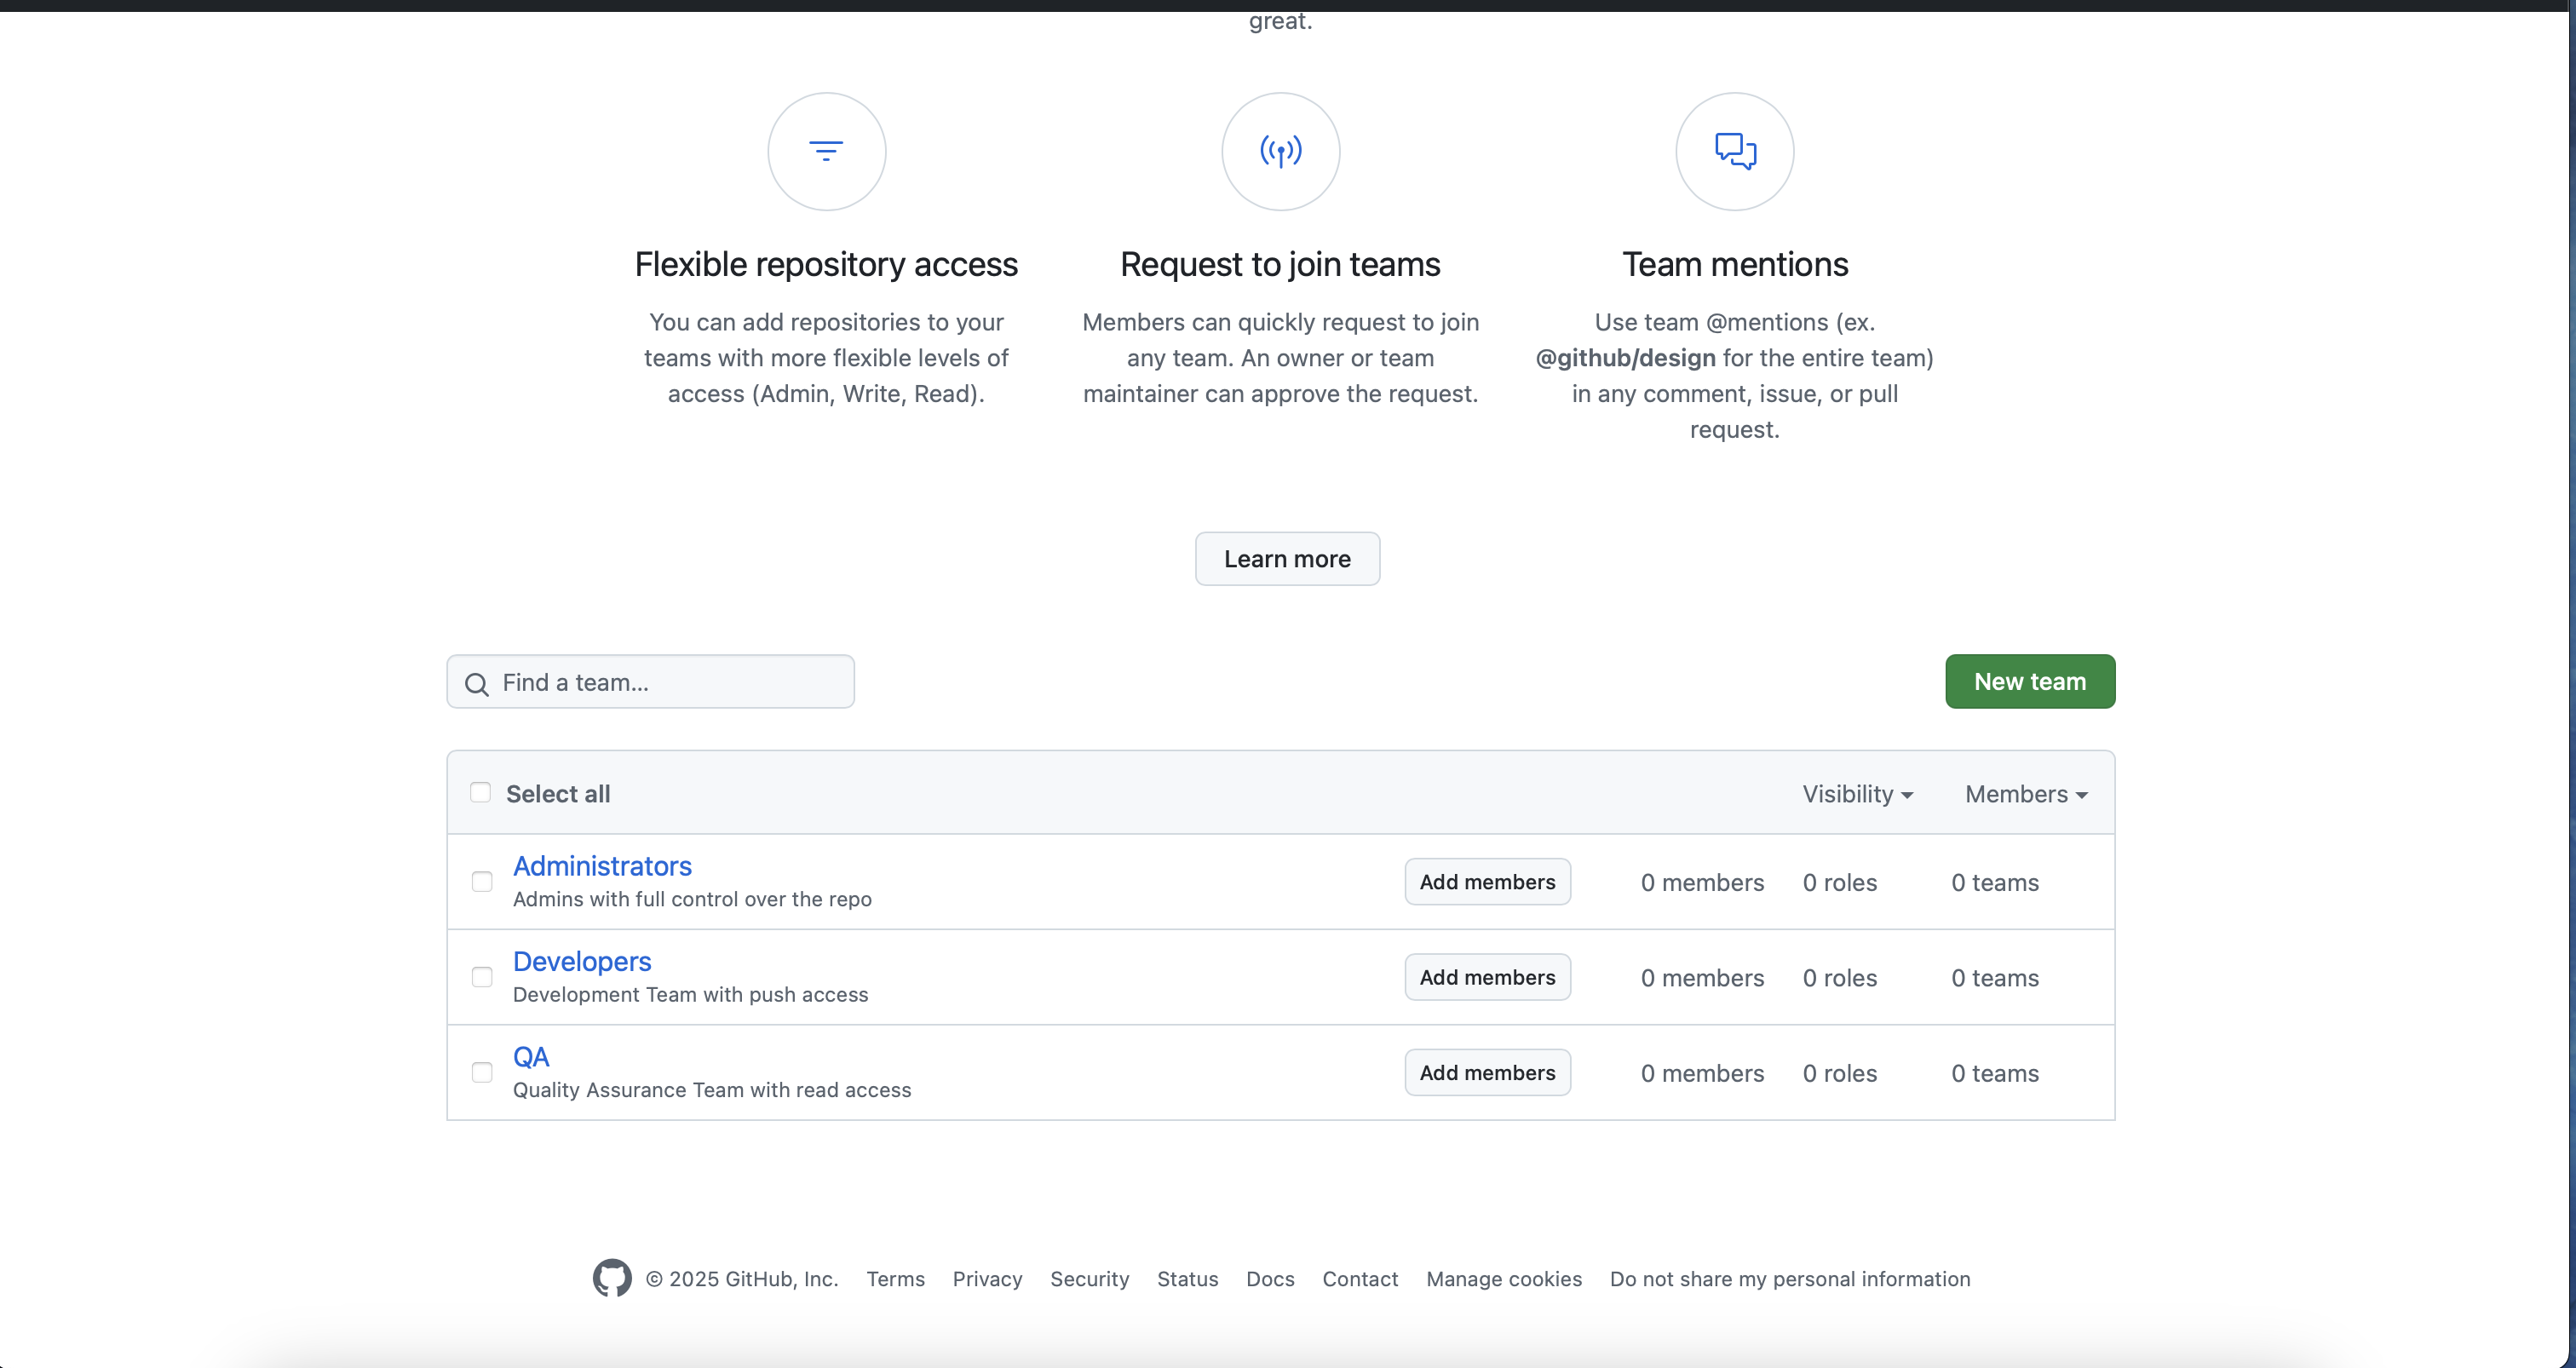 great.
Flexible repository access
You can add repositories to your
teams with more flexible levels of
access (Admin, Write, Read).
Request to join teams
Members can quickly request to join
any team. An owner or team
maintainer can approve the request.
Team mentions
Use team @mentions (ex.
@github/design for the entire team)
in any comment, issue, or pull
request.
Learn more
Find a team...
New team
Select all
Visibility
Members
Administrators
Admins with full control over the repo
Add members
0 members
0 roles
0 teams
Developers
Development Team with push access
Add members
0 members
0 roles
0 teams
QA
Quality Assurance Team with read access
Add members
0 members
0 roles
0 teams
© 2025 GitHub, Inc. Terms Privacy Security Status Docs Contact Manage cookies Do not share my personal information